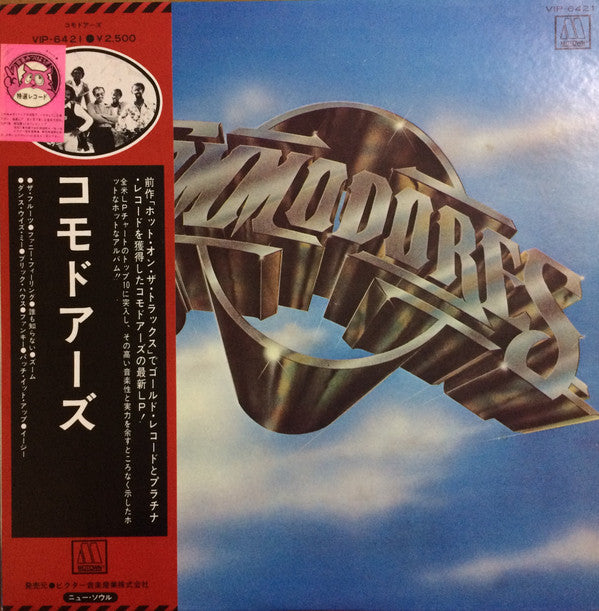 コモドアーズ
VIP-6421 ●￥2,500
特選レコード
VIP-6421
MOTOWN
COMMODORES
コモドアーズ
前作「ホット・オン・ザ・トラックス」でゴールド・レコードとプラチナ
・レコードを獲得したコモドアーズの最新LP！
全米LPチャートのトップ10に突入し、その高い音楽性と実力を余すところなく示したホ
ットなホットなアルバム!!
●ザ・ブルーツ●ファニー・フィーリング●誰も知らない●ズーム
●ダンス・ウイズ・ミー●ブリック・ハウス●ファンキー●パッチ・イット・アップ●イージー
MOTOWN
発売元●ビクター音楽産業株式会社
ニュー・ソウル